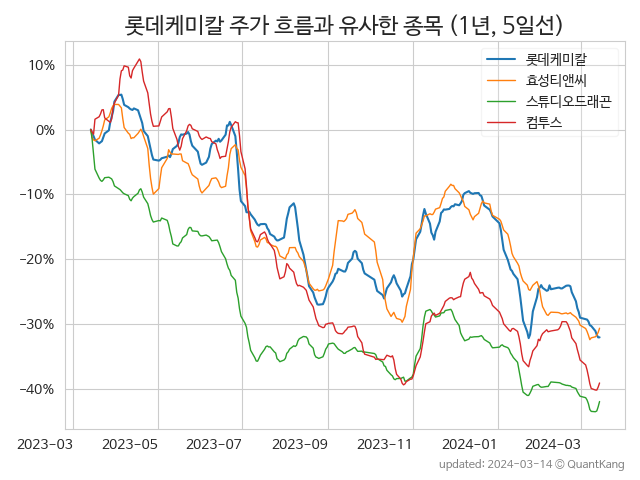 롯데케미칼 주가 흐름과 유사한 종목 (1년, 5일선)
롯데케미칼
효성티앤씨
스튜디오드래곤
컴투스
10%
0%
−10%
−20%
−30%
−40%
2023-03 2023-05 2023-07 2023-09 2023-11 2024-01 2024-03
updated: 2024-03-14 © QuantKang